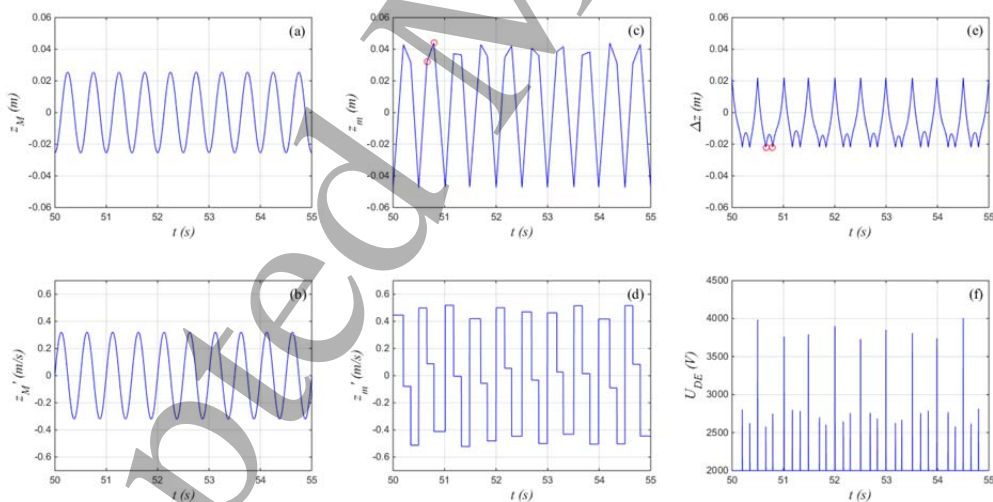 (a)
0.06
0.04
0.02
0
-0.02
-0.04
-0.06
z_M (m)
50 51 52 53 54 55
t (s)
(c)
0.06
0.04
0.02
0
-0.02
-0.04
-0.06
z_m (m)
50 51 52 53 54 55
t (s)
(e)
0.06
0.04
0.02
0
-0.02
-0.04
-0.06
Δz (m)
50 51 52 53 54 55
t (s)
(b)
0.6
0.4
0.2
0
-0.2
-0.4
-0.6
z_M' (m/s)
50 51 52 53 54 55
t (s)
(d)
0.6
0.4
0.2
0
-0.2
-0.4
-0.6
z_m' (m/s)
50 51 52 53 54 55
t (s)
(f)
4500
4000
3500
3000
2500
2000
U_DE (V)
50 51 52 53 54 55
t (s)